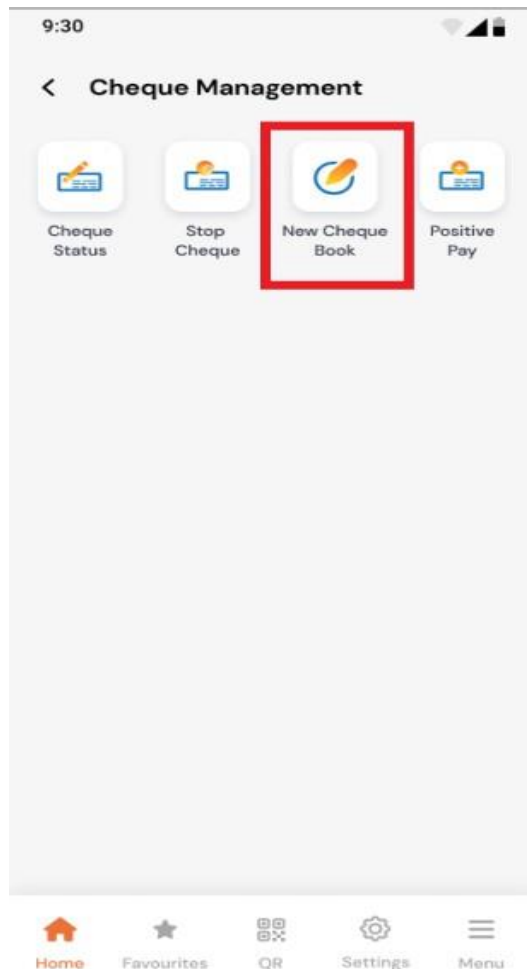 9:30
Cheque Management
Cheque Status
Stop Cheque
New Cheque Book
Positive Pay
Home
Favourites
QR
Settings
Menu